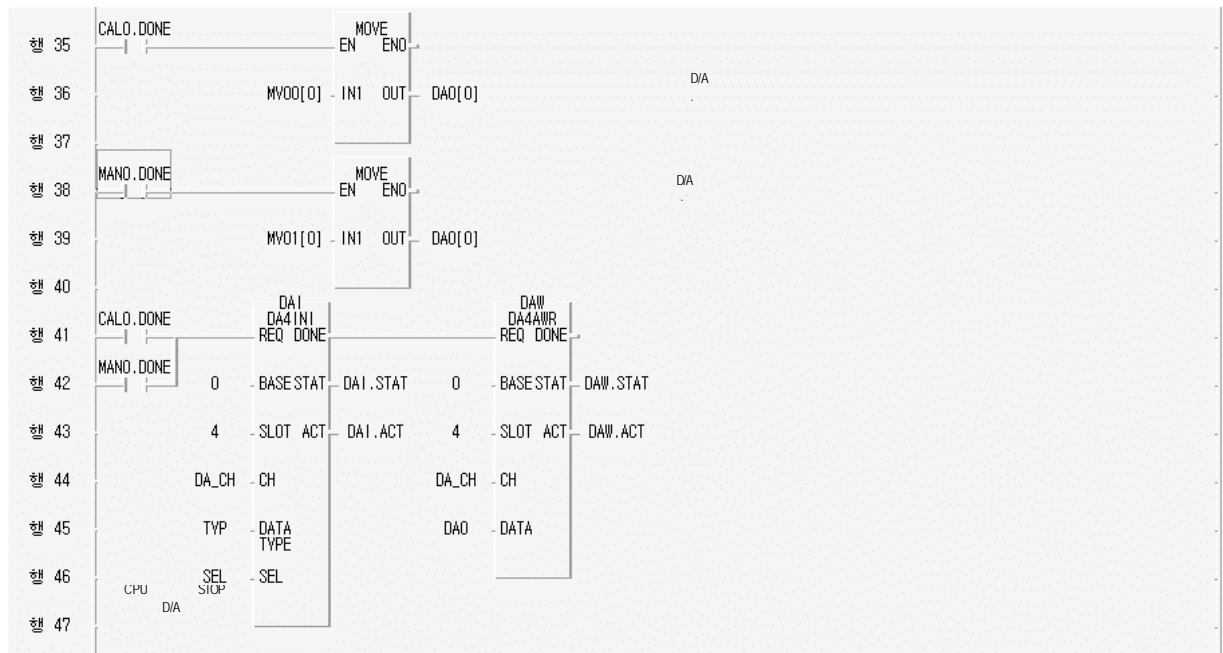 CAL0.DONE MOVE
행 35 EN ENO
D/A
행 36 MV00[0] IN1 OUT DA0[0]
.
행 37
MAN0.DONE MOVE
D/A
행 38 EN ENO
.
행 39 MV01[0] IN1 OUT DA0[0]
행 40
DAI DAW
CAL0.DONE DA4INI DA4AWR
행 41 REQ DONE REQ DONE
MAN0.DONE
행 42 0 BASE STAT DAI.STAT 0 BASE STAT DAW.STAT
행 43 4 SLOT ACT DAI.ACT 4 SLOT ACT DAW.ACT
행 44 DA_CH CH DA_CH CH
행 45 TYP DATA DAO DATA
TYPE
행 46 SEL SEL
CPU STOP
D/A
행 47